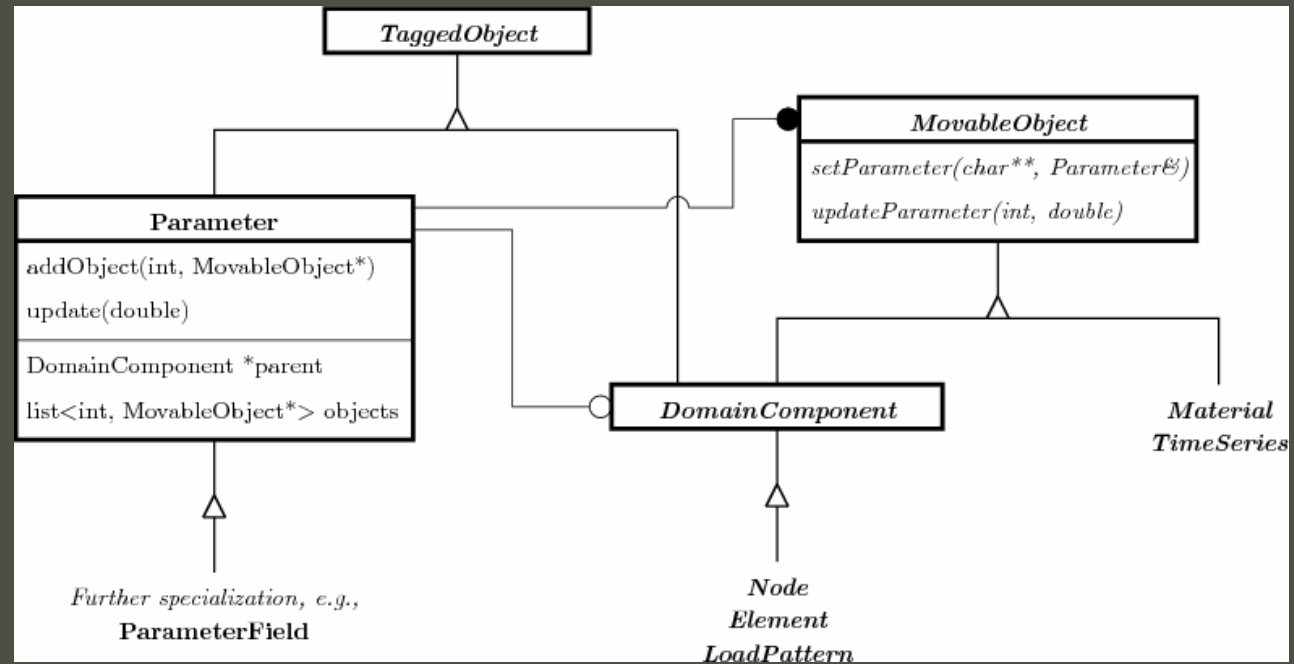 TaggedObject
MovableObject
setParameter(char**, Parameter&)
updateParameter(int, double)
Parameter
addObject(int, MovableObject*)
update(double)
DomainComponent *parent
list<int, MovableObject*> objects
DomainComponent
Material
TimeSeries
Further specialization, e.g.,
ParameterField
Node
Element
LoadPattern